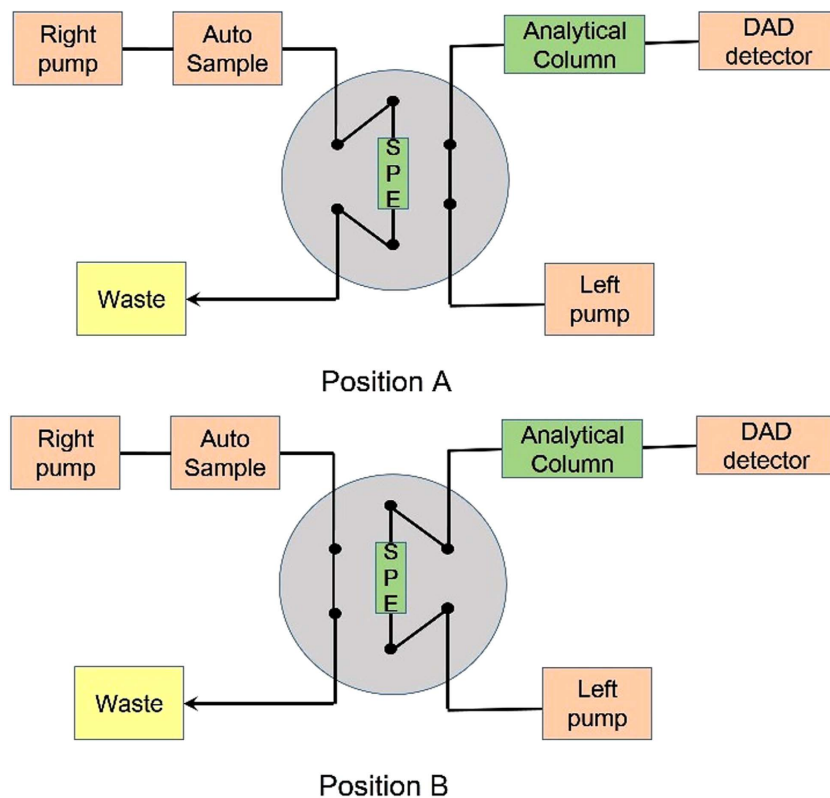 Right
pump
Auto
Sample
Analytical
Column
DAD
detector
S
P
E
Waste
Left
pump
Position A
Right
pump
Auto
Sample
Analytical
Column
DAD
detector
S
P
E
Waste
Left
pump
Position B